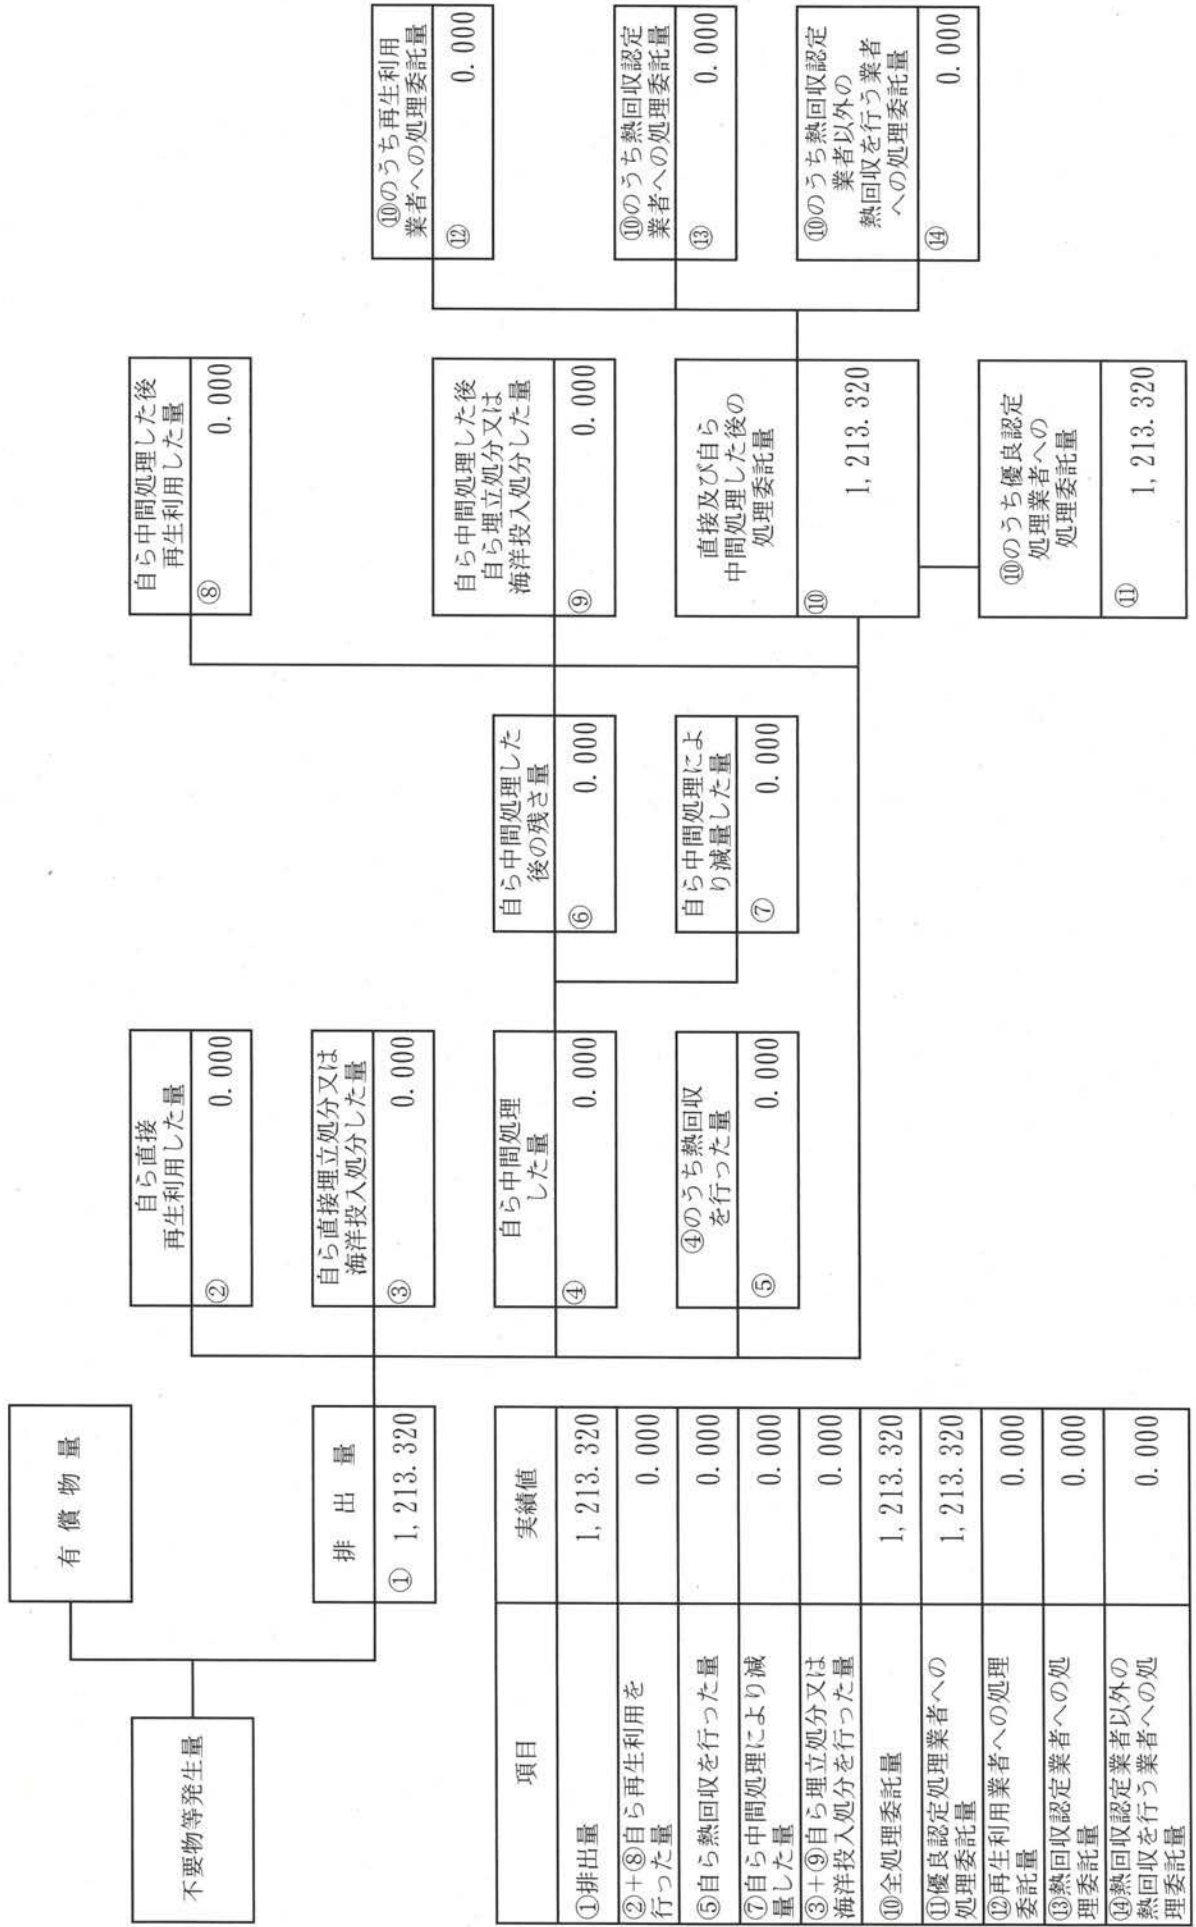 不要物等発生量
有償物量
排出量
① 1,213.320
自ら直接
再生利用した量
② 0.000
自ら直接埋立処分又は
海洋投入処分した量
③ 0.000
自ら中間処理
した量
④ 0.000
④のうち熱回収
を行った量
⑤ 0.000
自ら中間処理した
後の残さ量
⑥ 0.000
自ら中間処理によ
り減量した量
⑦ 0.000
自ら中間処理した後
再生利用した量
⑧ 0.000
自ら中間処理した後
自ら埋立処分又は
海洋投入処分した量
⑨ 0.000
直接及び自ら
中間処理した後の
処理委託量
⑩ 1,213.320
⑩のうち優良認定
処理業者への
処理委託量
⑪ 1,213.320
⑩のうち再生利用
業者への処理委託量
⑫ 0.000
⑩のうち熱回収認定
業者への処理委託量
⑬ 0.000
⑩のうち熱回収認定
業者以外の
熱回収を行う業者
への処理委託量
⑭ 0.000
項目 実績値
①排出量 1,213.320
②+⑧自ら再生利用を
行った量 0.000
⑤自ら熱回収を行った量 0.000
⑦自ら中間処理により減
量した量 0.000
③+⑨自ら埋立処分又は
海洋投入処分を行った量 0.000
⑩全処理委託量 1,213.320
⑪優良認定処理業者への
処理委託量 1,213.320
⑫再生利用業者への処理
委託量 0.000
⑬熱回収認定業者への処
理委託量 0.000
⑭熱回収認定業者以外の
熱回収を行う業者への処
理委託量 0.000